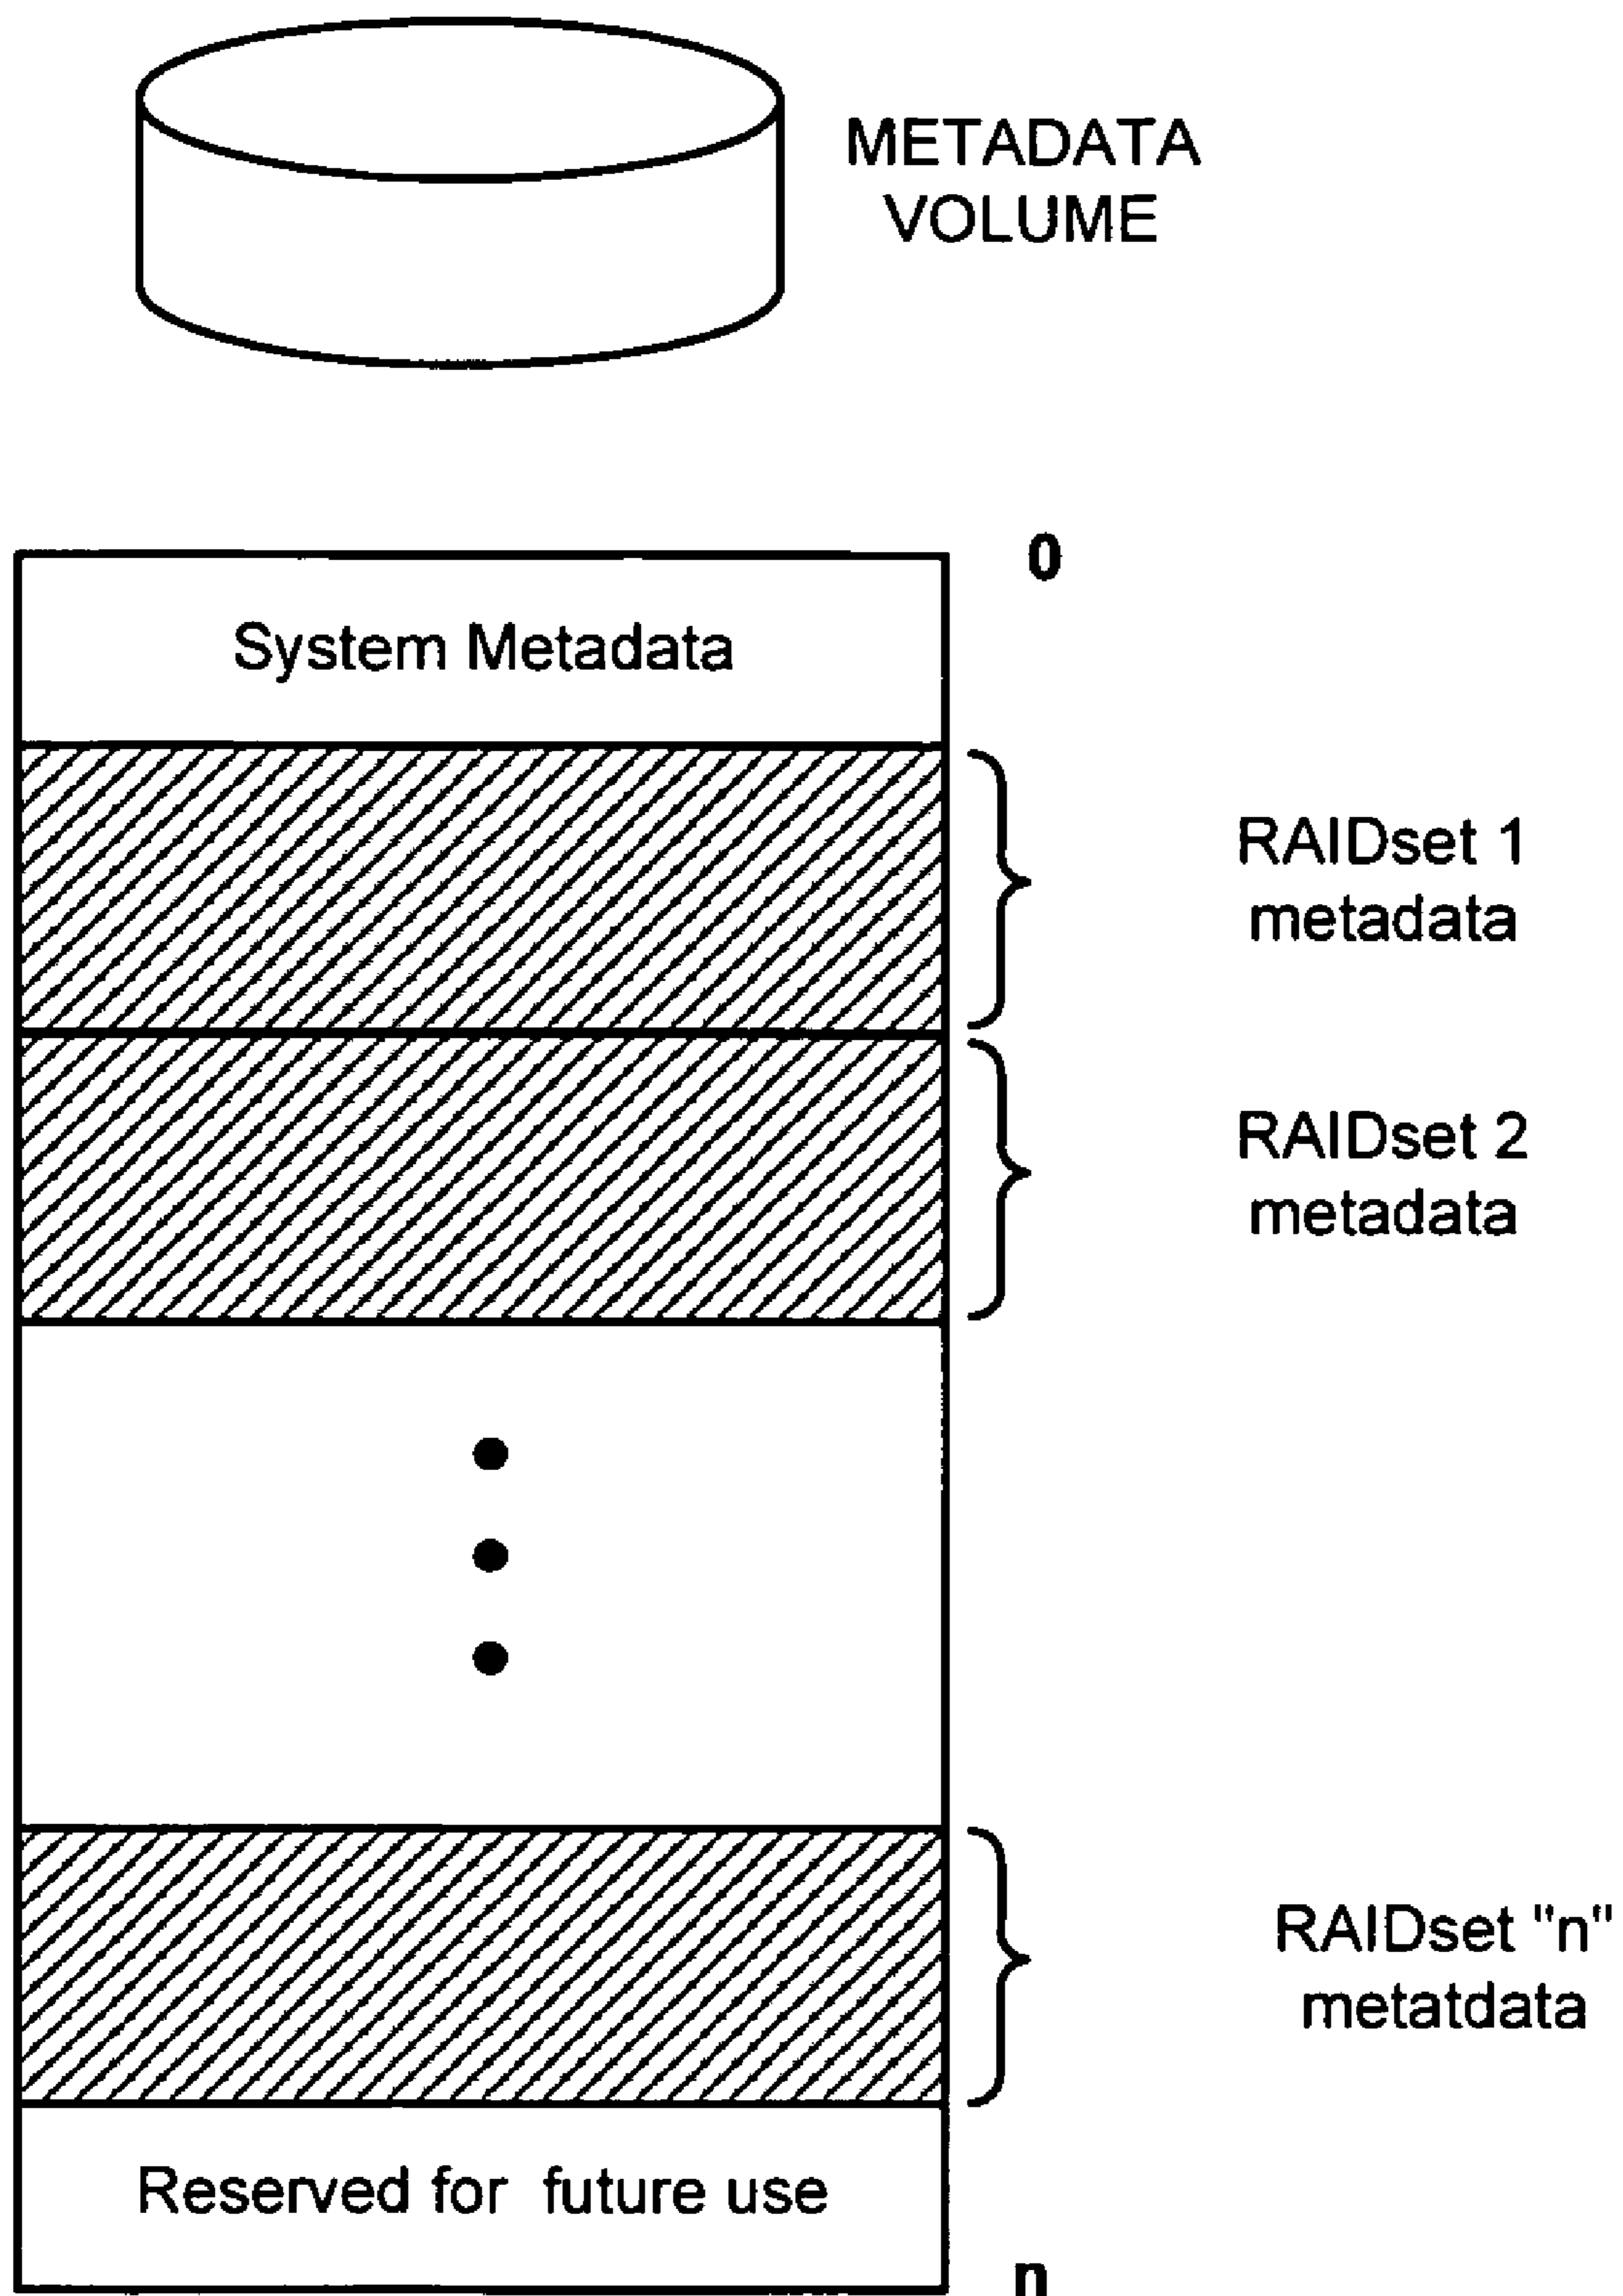 METADATA
VOLUME
0
System Metadata
RAIDset 1
metadata
RAIDset 2
metadata
RAIDset "n"
metatdata
Reserved for future use
n